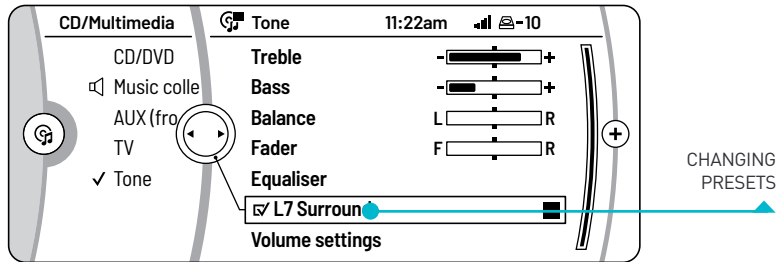 CD/Multimedia
CD/DVD
Music colle
AUX (fro
TV
✓ Tone
Tone 11:22am -10
Treble - +
Bass - +
Balance L R
Fader F R
Equaliser
L7 Surroun
Volume settings
+
CHANGING
PRESETS